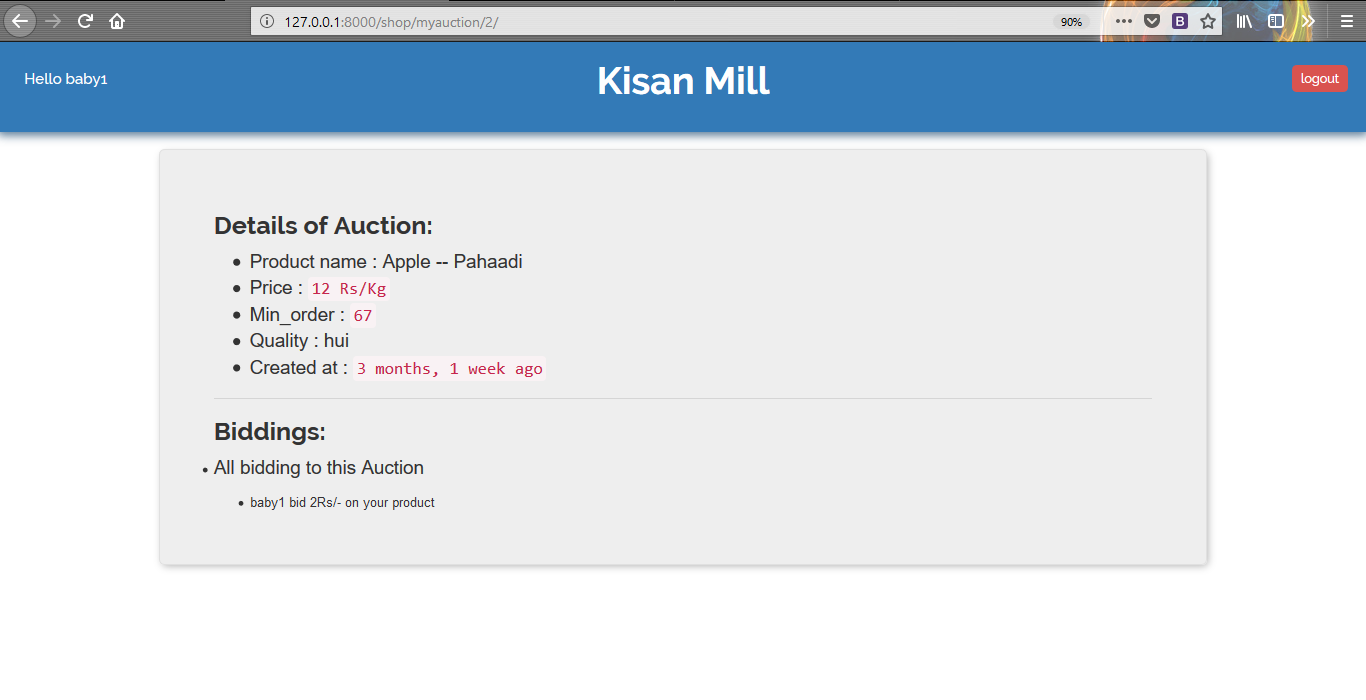 127.0.0.1:8000/shop/myauction/2/
90%
B
Hello baby1
Kisan Mill
logout
Details of Auction:
Product name : Apple -- Pahaadi
Price : 12 Rs/Kg
Min_order : 67
Quality : hui
Created at : 3 months, 1 week ago
Biddings:
All bidding to this Auction
baby1 bid 2Rs/- on your product